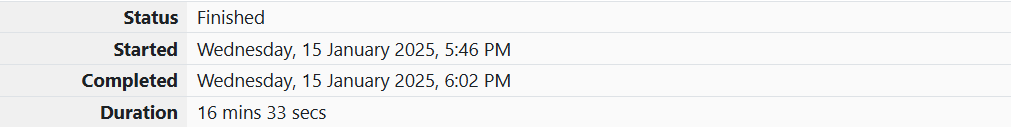 Status Finished
Started Wednesday, 15 January 2025, 5:46 PM
Completed Wednesday, 15 January 2025, 6:02 PM
Duration 16 mins 33 secs